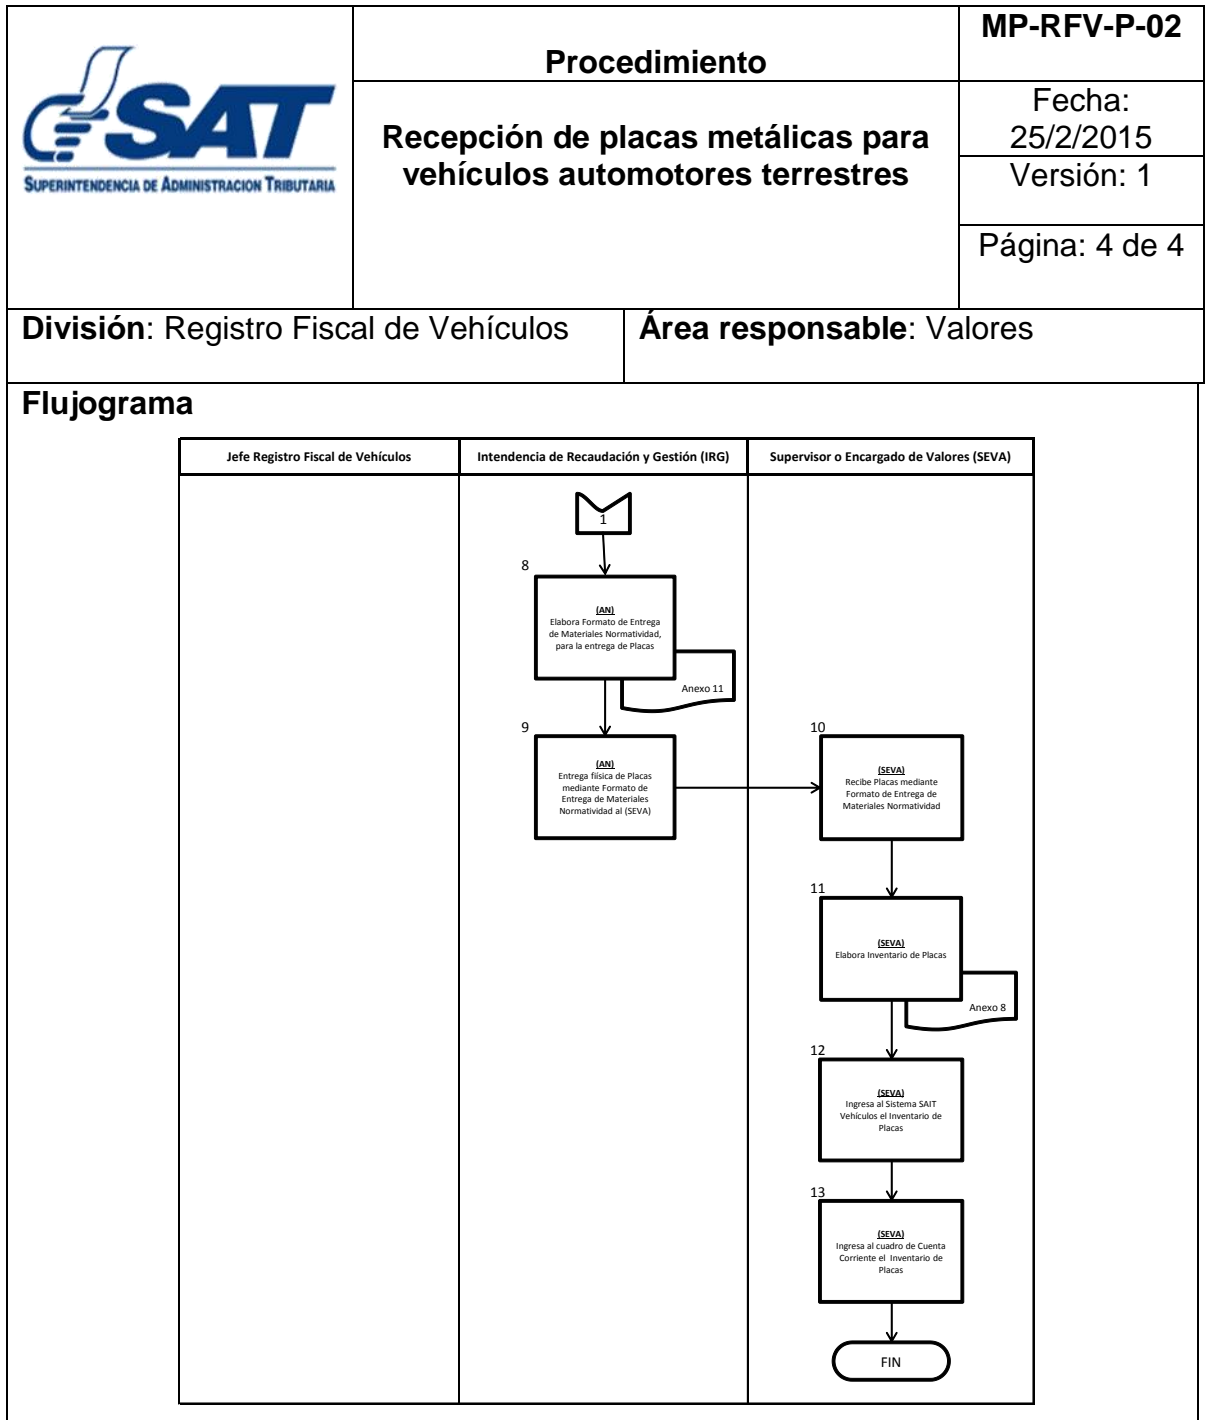 SAT
SUPERINTENDENCIA DE ADMINISTRACION TRIBUTARIA
Procedimiento
Recepción de placas metálicas para
vehículos automotores terrestres
MP-RFV-P-02
Fecha:
25/2/2015
Versión: 1
Página: 4 de 4
División: Registro Fiscal de Vehículos
Área responsable: Valores
Flujograma
Jefe Registro Fiscal de Vehículos
Intendencia de Recaudación y Gestión (IRG)
Supervisor o Encargado de Valores (SEVA)
1
8
(AN)
Elabora Formato de Entrega
de Materiales Normatividad,
para la entrega de Placas
Anexo 11
9
(AN)
Entrega fiísica de Placas
mediante Formato de
Entrega de Materiales
Normatividad al (SEVA)
10
(SEVA)
Recibe Placas mediante
Formato de Entrega de
Materiales Normatividad
11
(SEVA)
Elabora Inventario de Placas
Anexo 8
12
(SEVA)
Ingresa al Sistema SAIT
Vehículos el Inventario de
Placas
13
(SEVA)
Ingresa al cuadro de Cuenta
Corriente el Inventario de
Placas
FIN